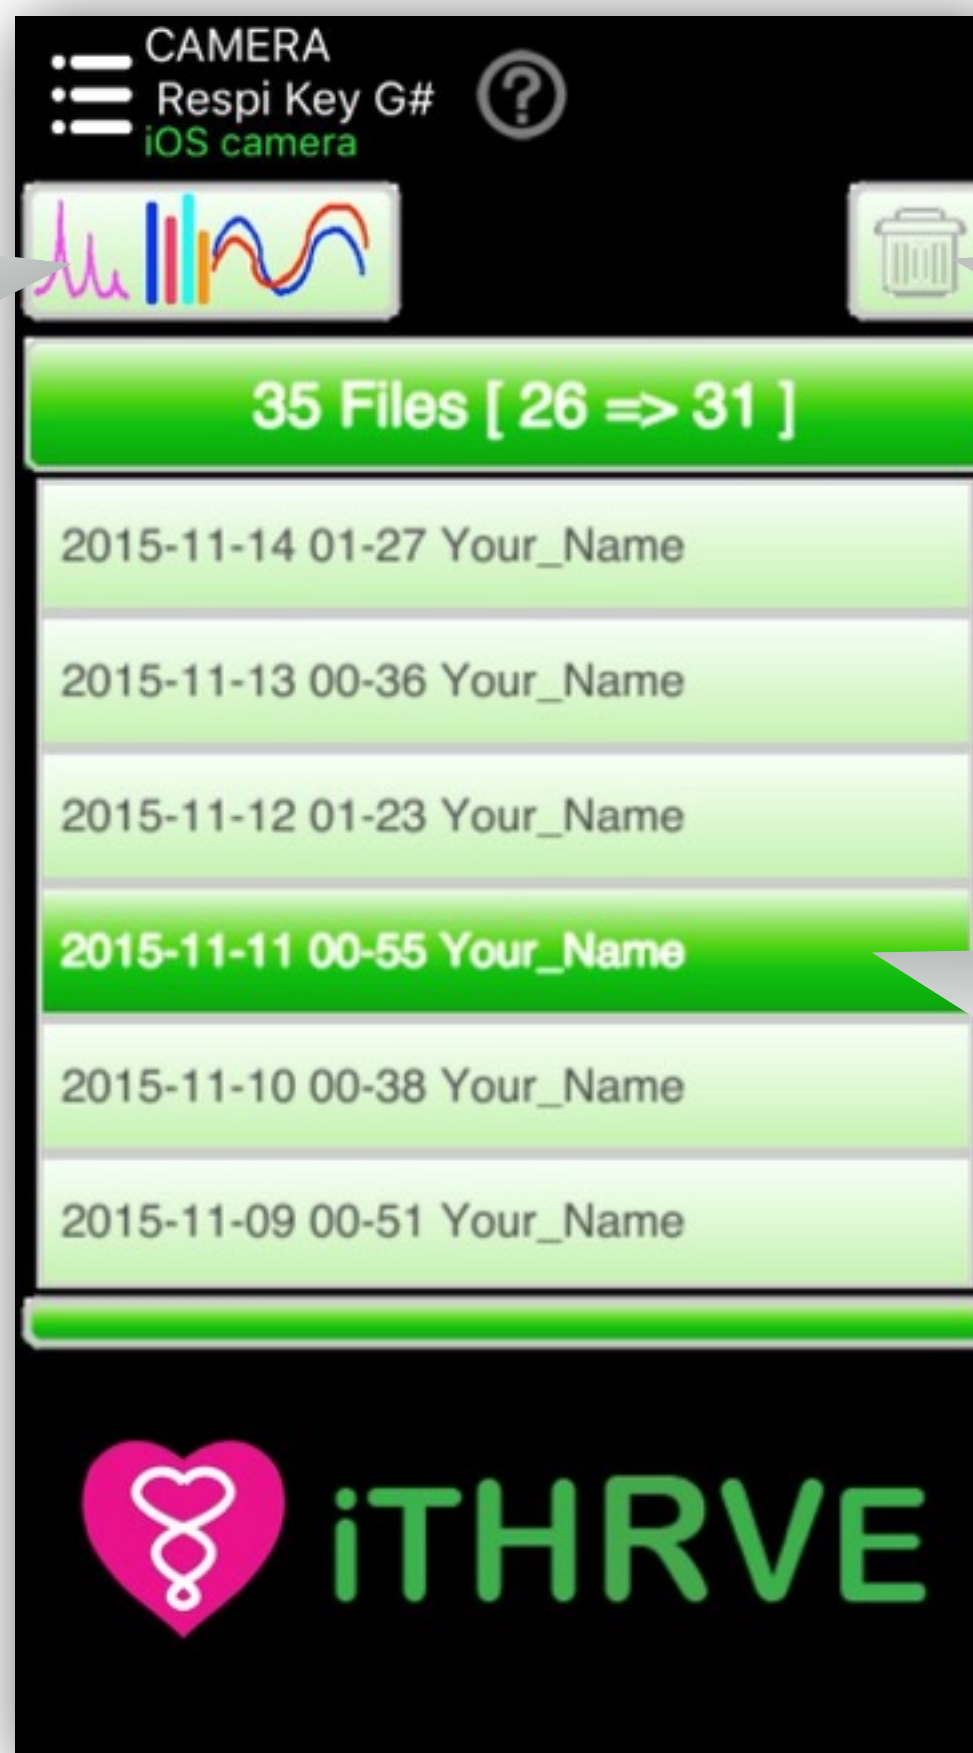 CAMERA
Respi Key G#
iOS camera
?
35 Files [ 26 => 31 ]
2015-11-14 01-27 Your_Name
2015-11-13 00-36 Your_Name
2015-11-12 01-23 Your_Name
2015-11-11 00-55 Your_Name
2015-11-10 00-38 Your_Name
2015-11-09 00-51 Your_Name
iTHRVE